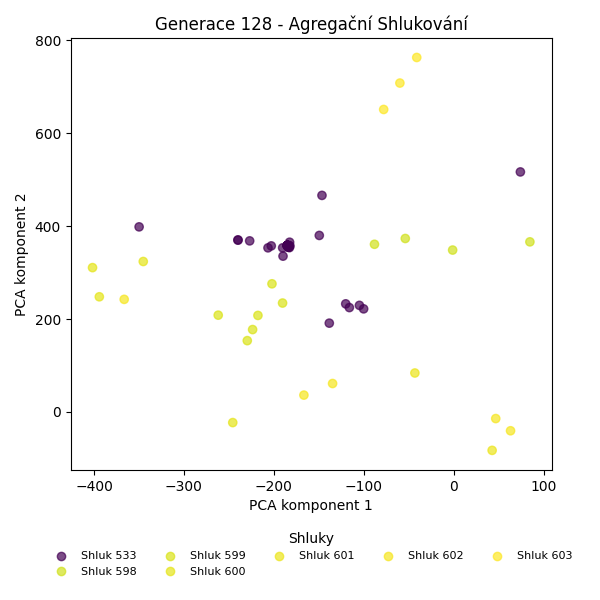 Generace 128 - Agregační Shlukování
800
600
400
200
0
PCA komponent 2
−400 −300 −200 −100 0 100
PCA komponent 1
Shluky
Shluk 533 Shluk 599 Shluk 601 Shluk 602 Shluk 603
Shluk 598 Shluk 600